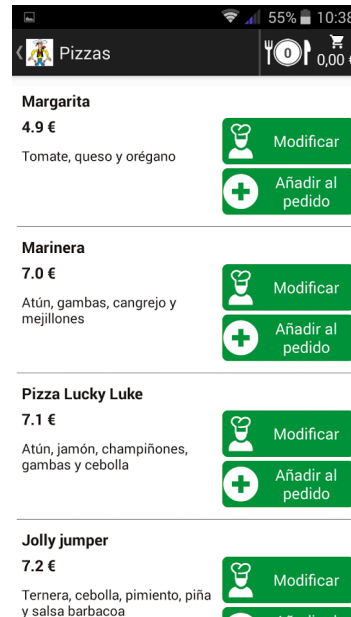 55% 10:38
Pizzas
0
0,00 €
Margarita
4.9 €
Tomate, queso y orégano
Modificar
Añadir al
pedido
Marinera
7.0 €
Atún, gambas, cangrejo y
mejillones
Modificar
Añadir al
pedido
Pizza Lucky Luke
7.1 €
Atún, jamón, champiñones,
gambas y cebolla
Modificar
Añadir al
pedido
Jolly jumper
7.2 €
Ternera, cebolla, pimiento, piña
y salsa barbacoa
Modificar